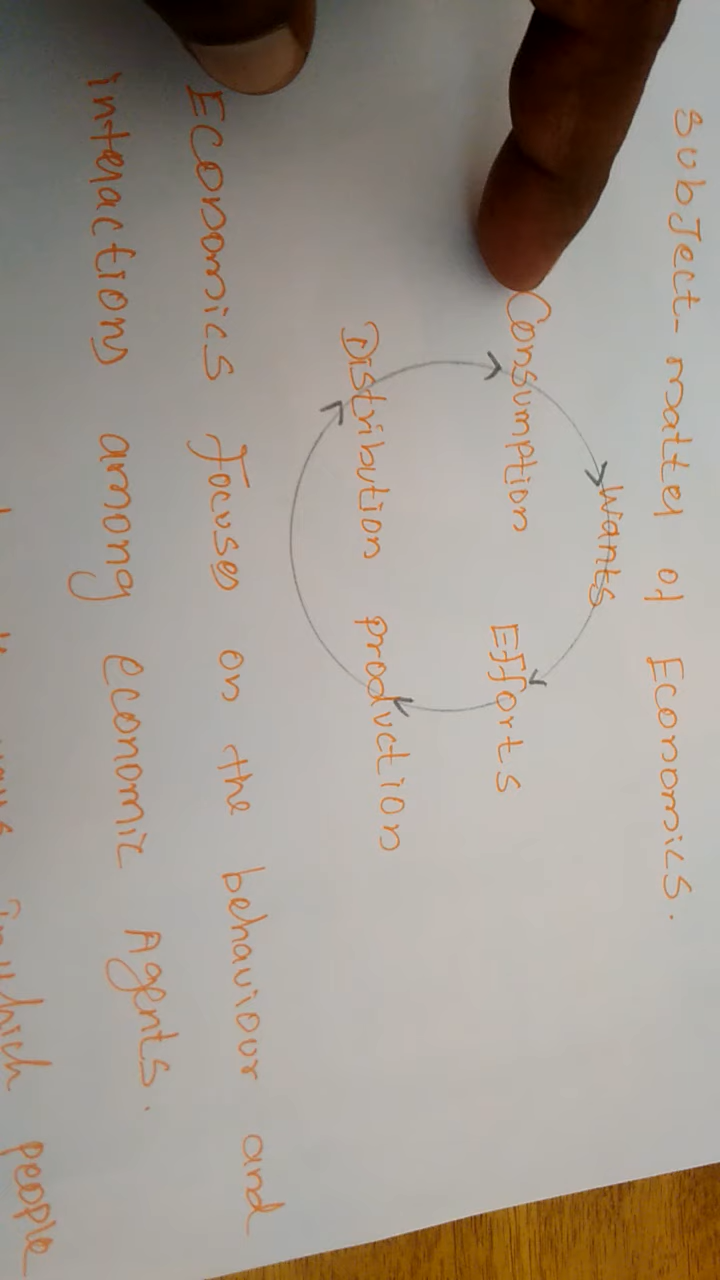 SubJect-matter of Economics.
Wants
Consumption Efforts
Distribution production
Economics focuses on the behaviour and
interactions among economic Agents.
which people